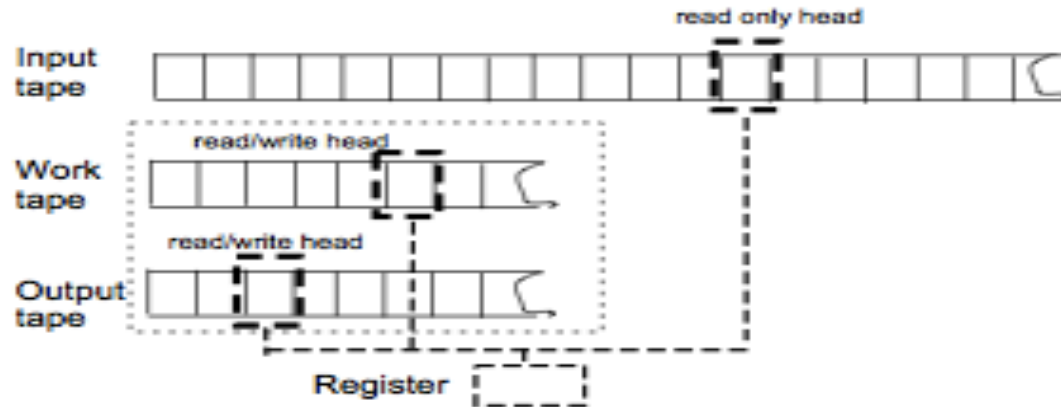 read only head
Input
tape
read/write head
Work
tape
read/write head
Output
tape
Register